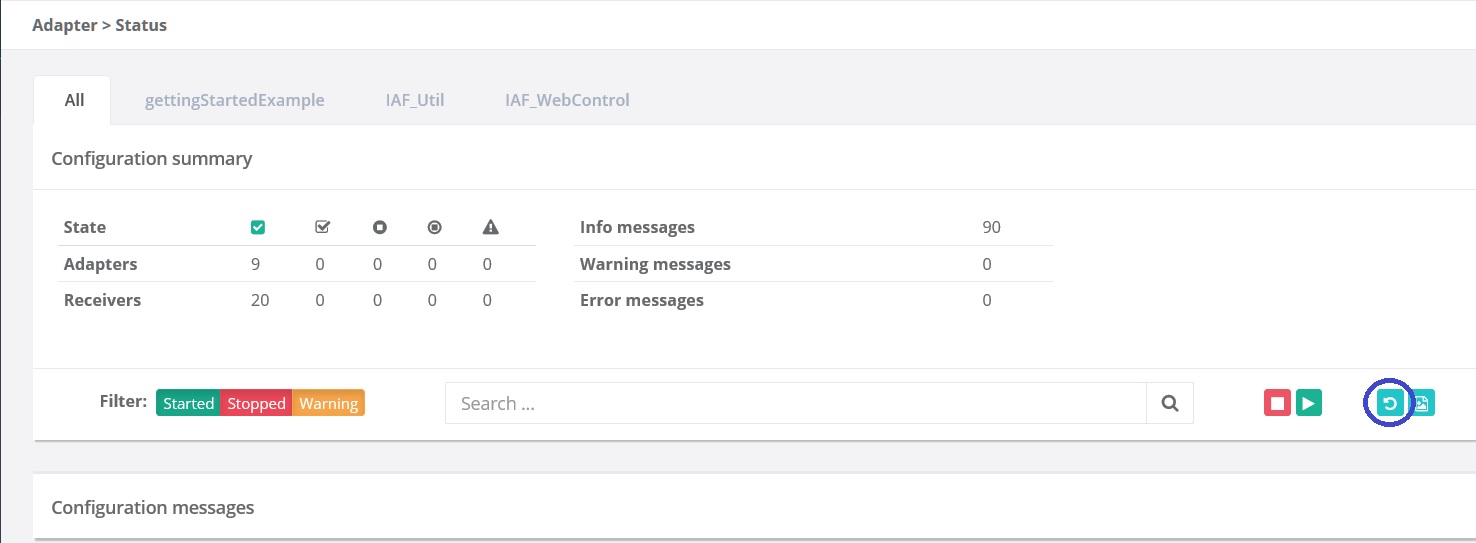 Adapter > Status
All gettingStartedExample IAF_Util IAF_WebControl
Configuration summary
State Info messages 90
Adapters 9 0 0 0 0 Warning messages 0
Receivers 20 0 0 0 0 Error messages 0
Filter: Started Stopped Warning Search ...
Configuration messages